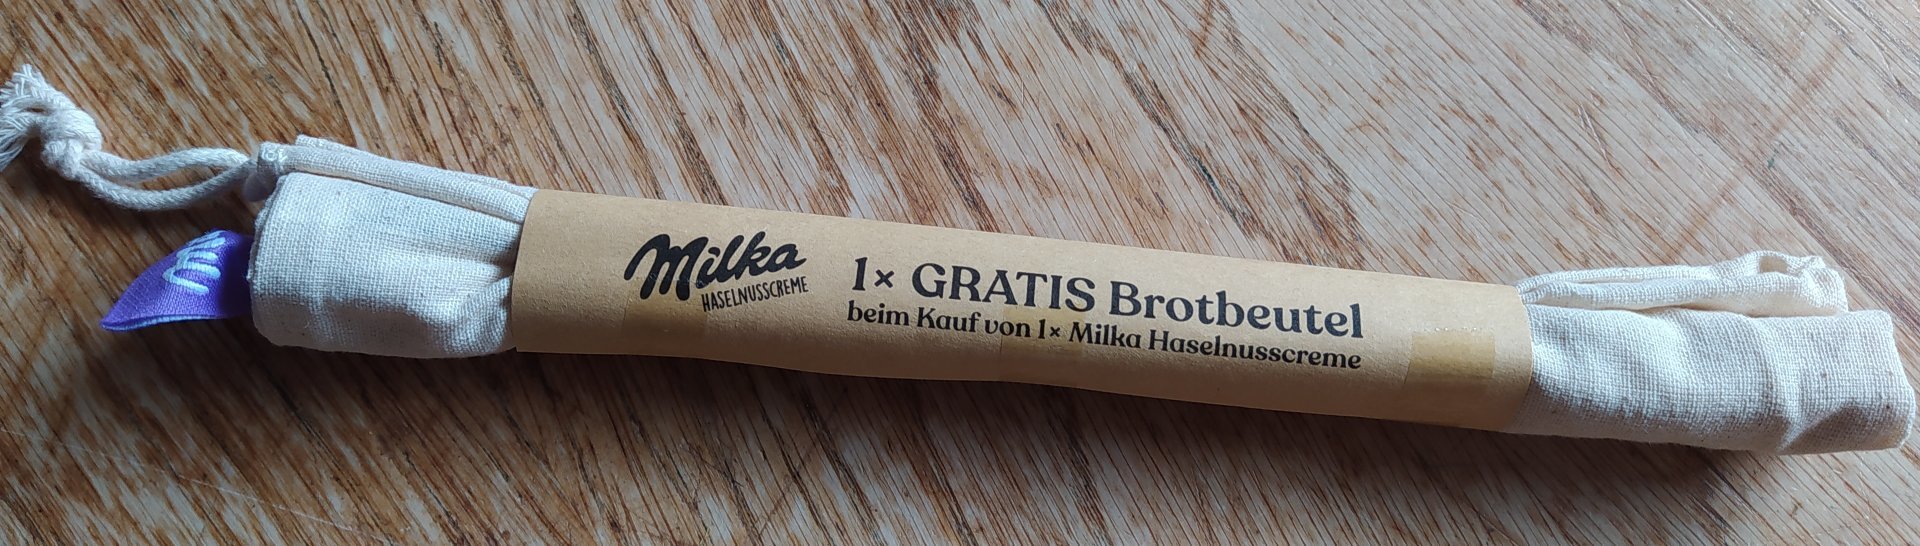 Milka
HASELNUSSCREME
1× GRATIS Brotbeutel
beim Kauf von 1× Milka Haselnusscreme